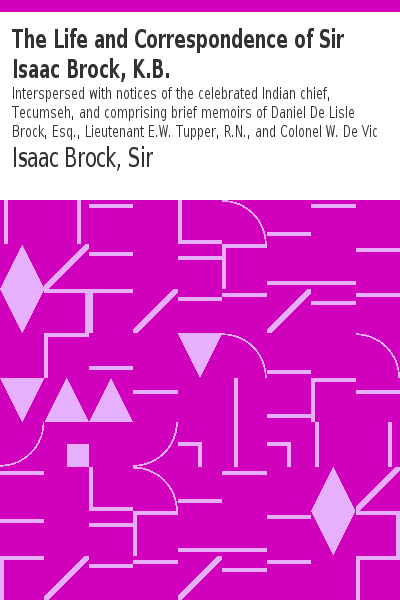 The Life and Correspondence of Sir
Isaac Brock, K.B.
Interspersed with notices of the celebrated Indian chief,
Tecumseh, and comprising brief memoirs of Daniel De Lisle
Brock, Esq., Lieutenant E.W. Tupper, R.N., and Colonel W. De Vic
Isaac Brock, Sir